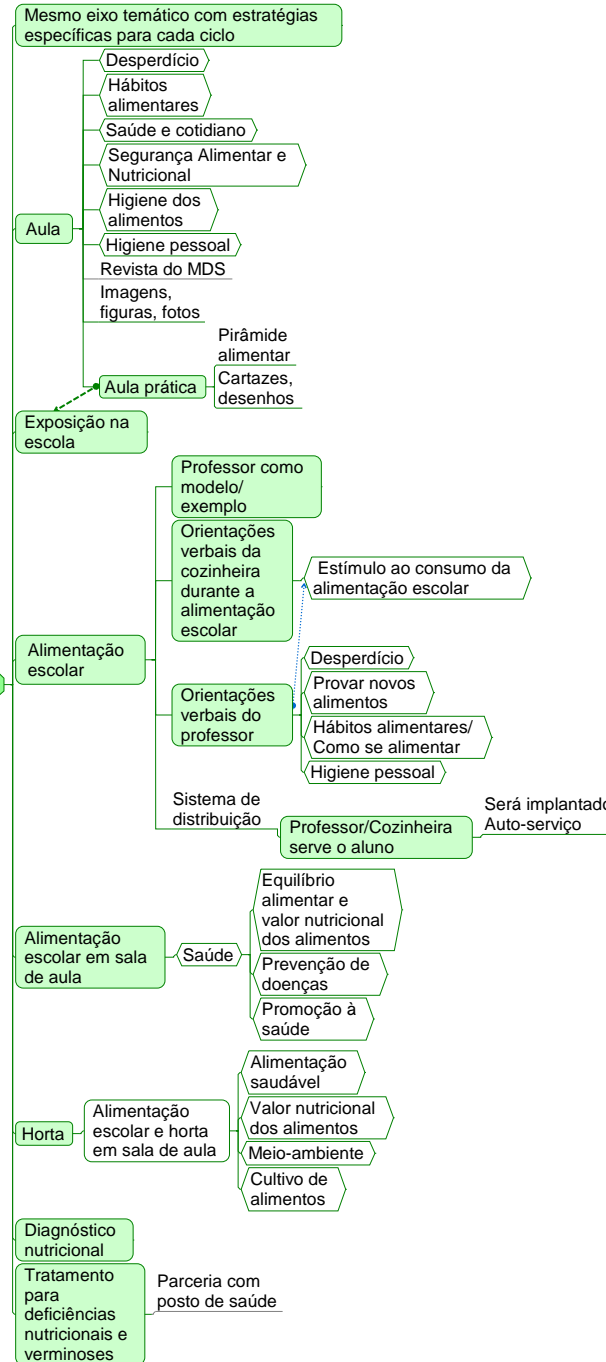 Mesmo eixo temático com estratégias
específicas para cada ciclo
Aula
Desperdício
Hábitos
alimentares
Saúde e cotidiano
Segurança Alimentar e
Nutricional
Higiene dos
alimentos
Higiene pessoal
Revista do MDS
Imagens,
figuras, fotos
Aula prática
Pirâmide
alimentar
Cartazes,
desenhos
Exposição na
escola
Alimentação
escolar
Professor como
modelo/
exemplo
Orientações
verbais da
cozinheira
durante a
alimentação
escolar
Estímulo ao consumo da
alimentação escolar
Orientações
verbais do
professor
Desperdício
Provar novos
alimentos
Hábitos alimentares/
Como se alimentar
Higiene pessoal
Sistema de
distribuição
Professor/Cozinheira
serve o aluno
Será implantado
Auto-serviço
Alimentação
escolar em sala
de aula
Saúde
Equilíbrio
alimentar e
valor nutricional
dos alimentos
Prevenção de
doenças
Promoção à
saúde
Horta
Alimentação
escolar e horta
em sala de aula
Alimentação
saudável
Valor nutricional
dos alimentos
Meio-ambiente
Cultivo de
alimentos
Diagnóstico
nutricional
Tratamento
para
deficiências
nutricionais e
verminoses
Parceria com
posto de saúde